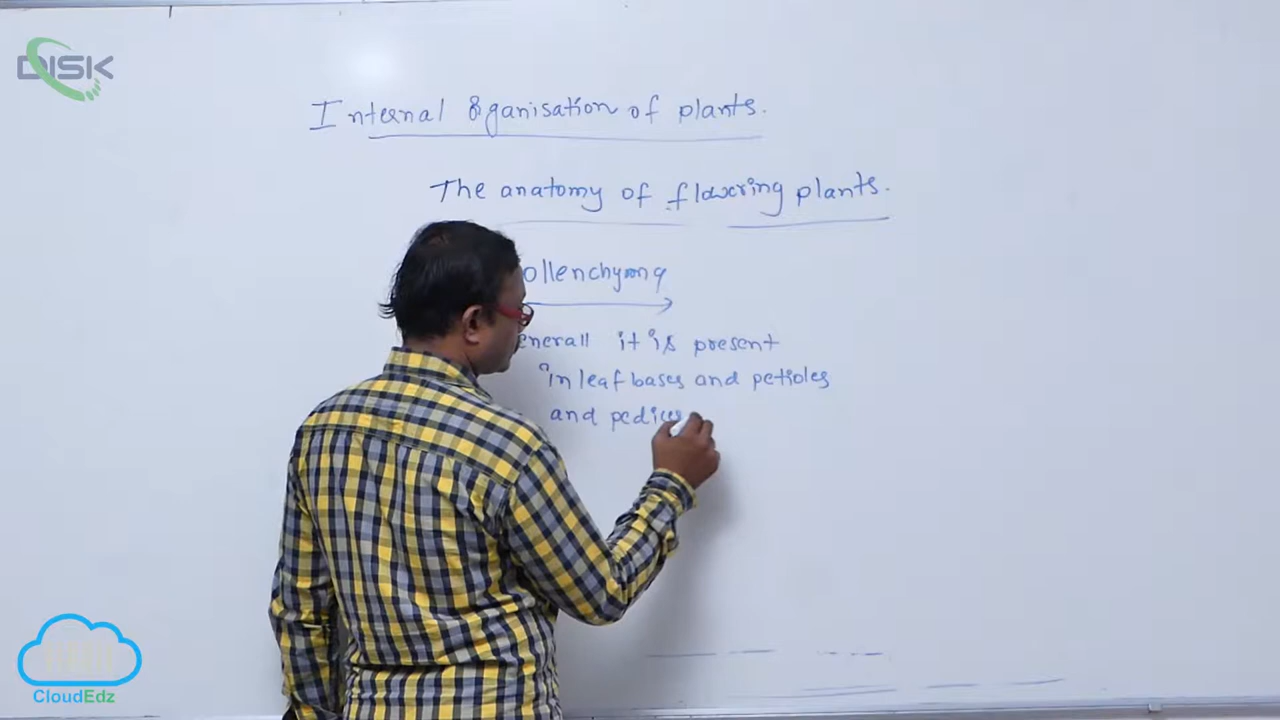 DISK
Internal organisation of plants.
The anatomy of flowering plants.
ollenchyma
enerall it is present
in leaf bases and petioles
and pedice
CloudEdz